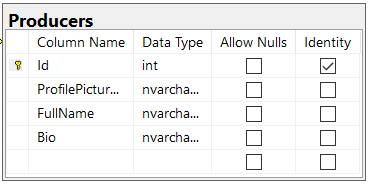 Producers
Column Name Data Type Allow Nulls Identity
Id int
ProfilePictur... nvarcha...
FullName nvarcha...
Bio nvarcha...